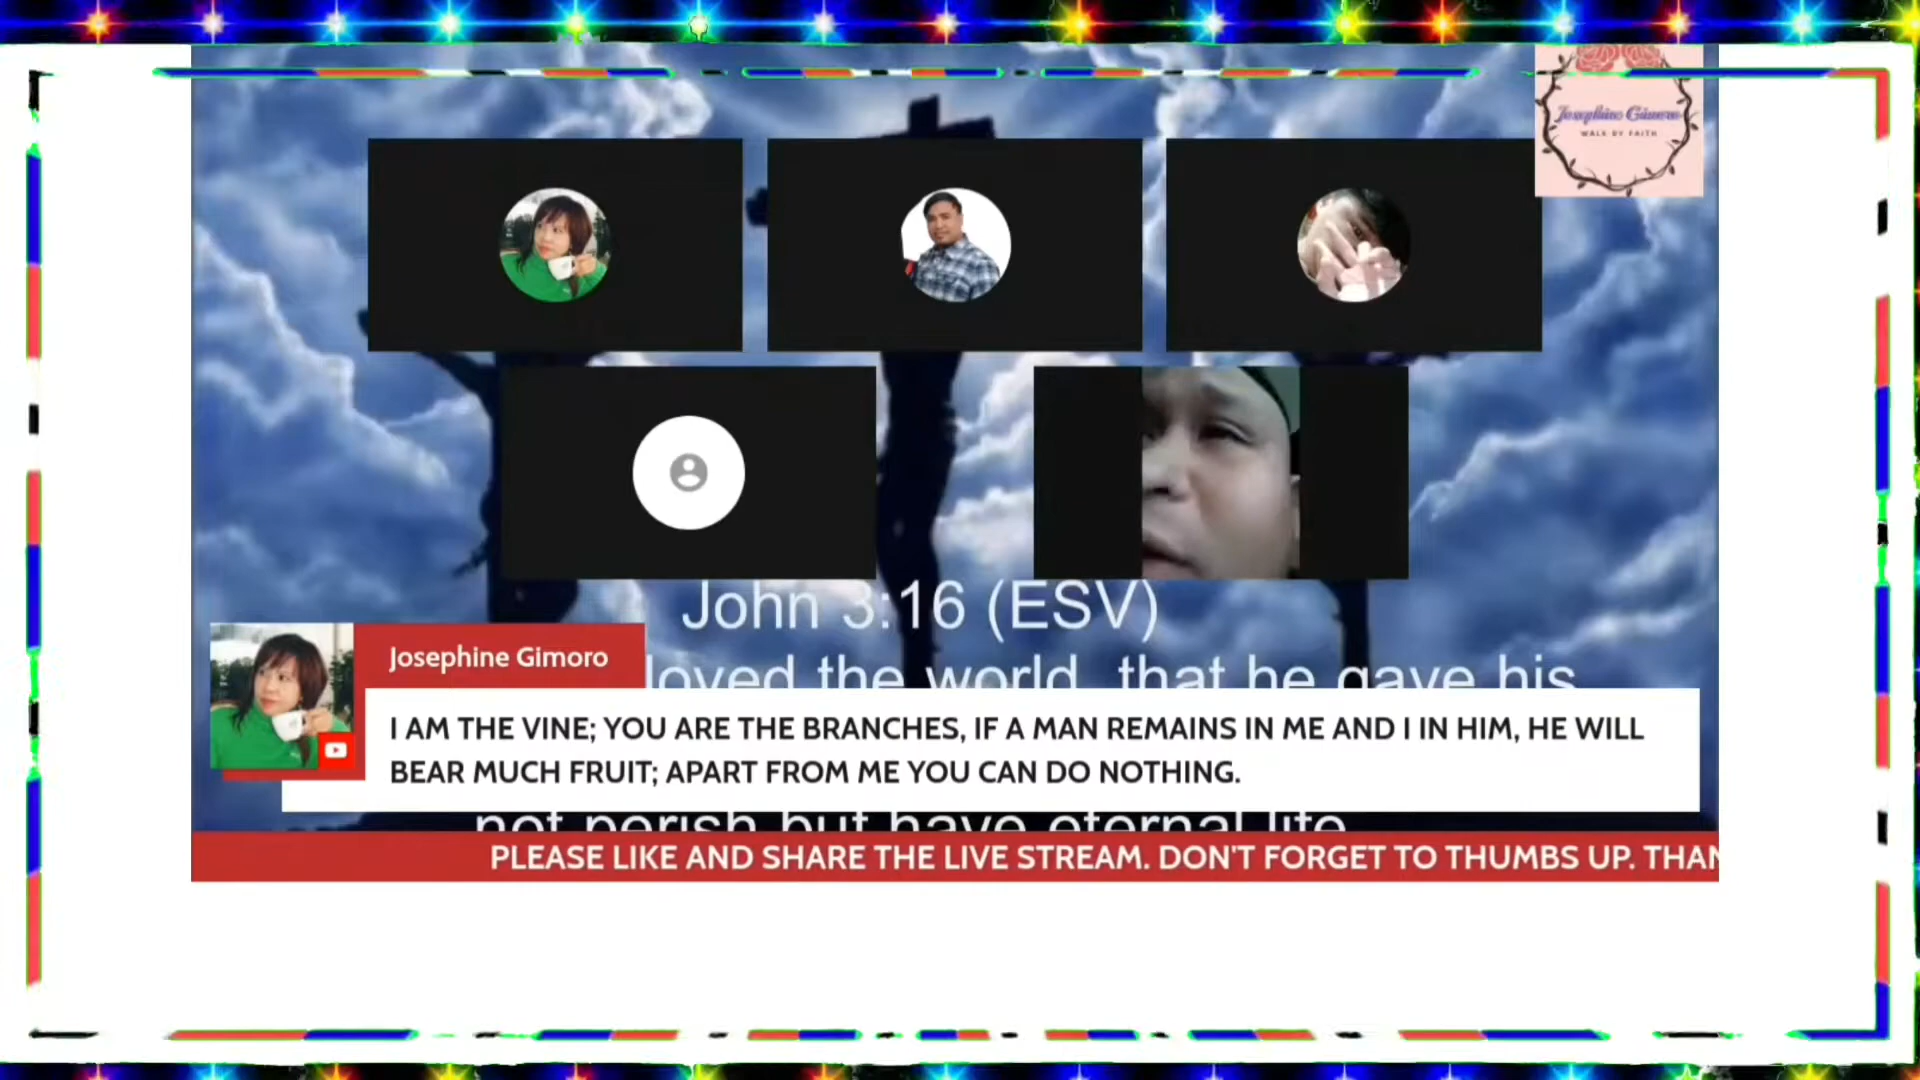 Josephine Gimoro
WALK BY FAITH
John 3:16 (ESV)
loved the world, that he gave his
Josephine Gimoro
I AM THE VINE; YOU ARE THE BRANCHES, IF A MAN REMAINS IN ME AND I IN HIM, HE WILL
BEAR MUCH FRUIT; APART FROM ME YOU CAN DO NOTHING.
not perish but have eternal life
PLEASE LIKE AND SHARE THE LIVE STREAM. DON'T FORGET TO THUMBS UP. THAN